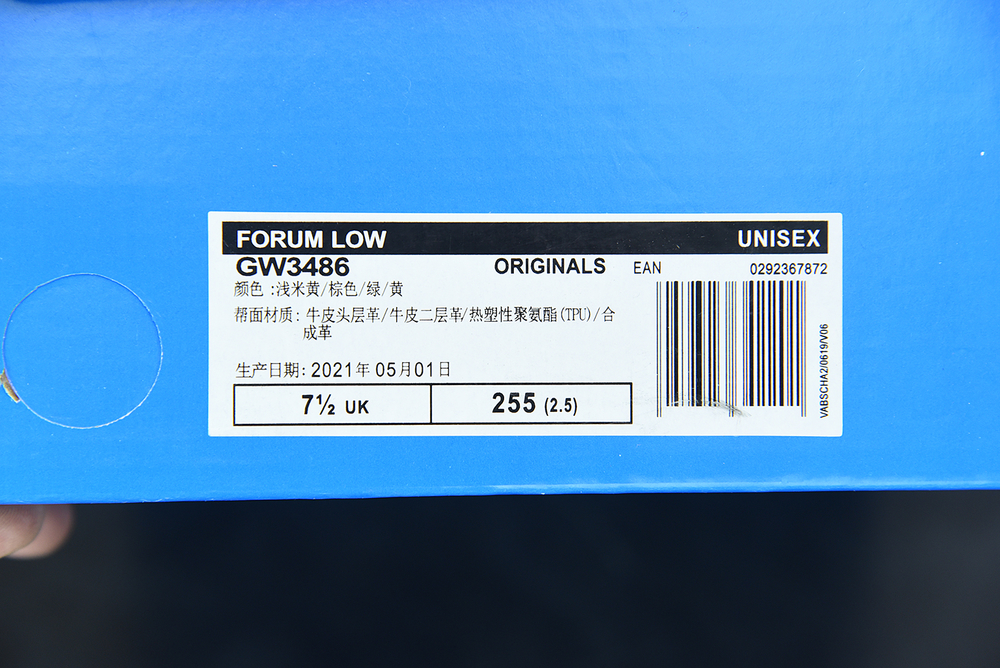 FORUM LOW UNISEX
GW3486 ORIGINALS EAN 0292367872
颜色 :浅米黄/棕色/绿/黄
帮面材质: 牛皮头层革/牛皮二层革/热塑性聚氨酯(TPU)/合
成革
生产日期: 2021年 05月01日
7½ UK 255 (2.5)
VABSCHA2/0619/V06